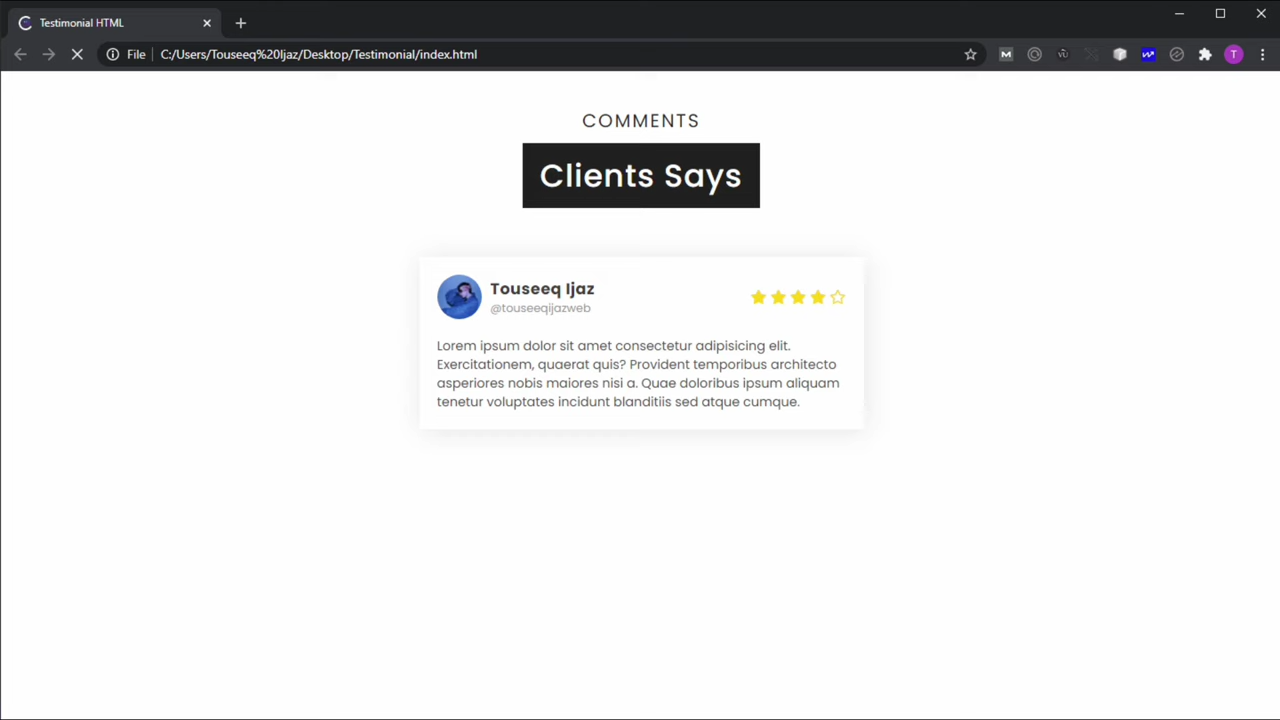 Testimonial HTML
File
C:/Users/Touseeq%20Ijaz/Desktop/Testimonial/index.html
M
VU
T
COMMENTS
Clients Says
Touseeq Ijaz
@touseeqijazweb
Lorem ipsum dolor sit amet consectetur adipisicing elit.
Exercitationem, quaerat quis? Provident temporibus architecto
asperiores nobis maiores nisi a. Quae doloribus ipsum aliquam
tenetur voluptates incidunt blanditiis sed atque cumque.